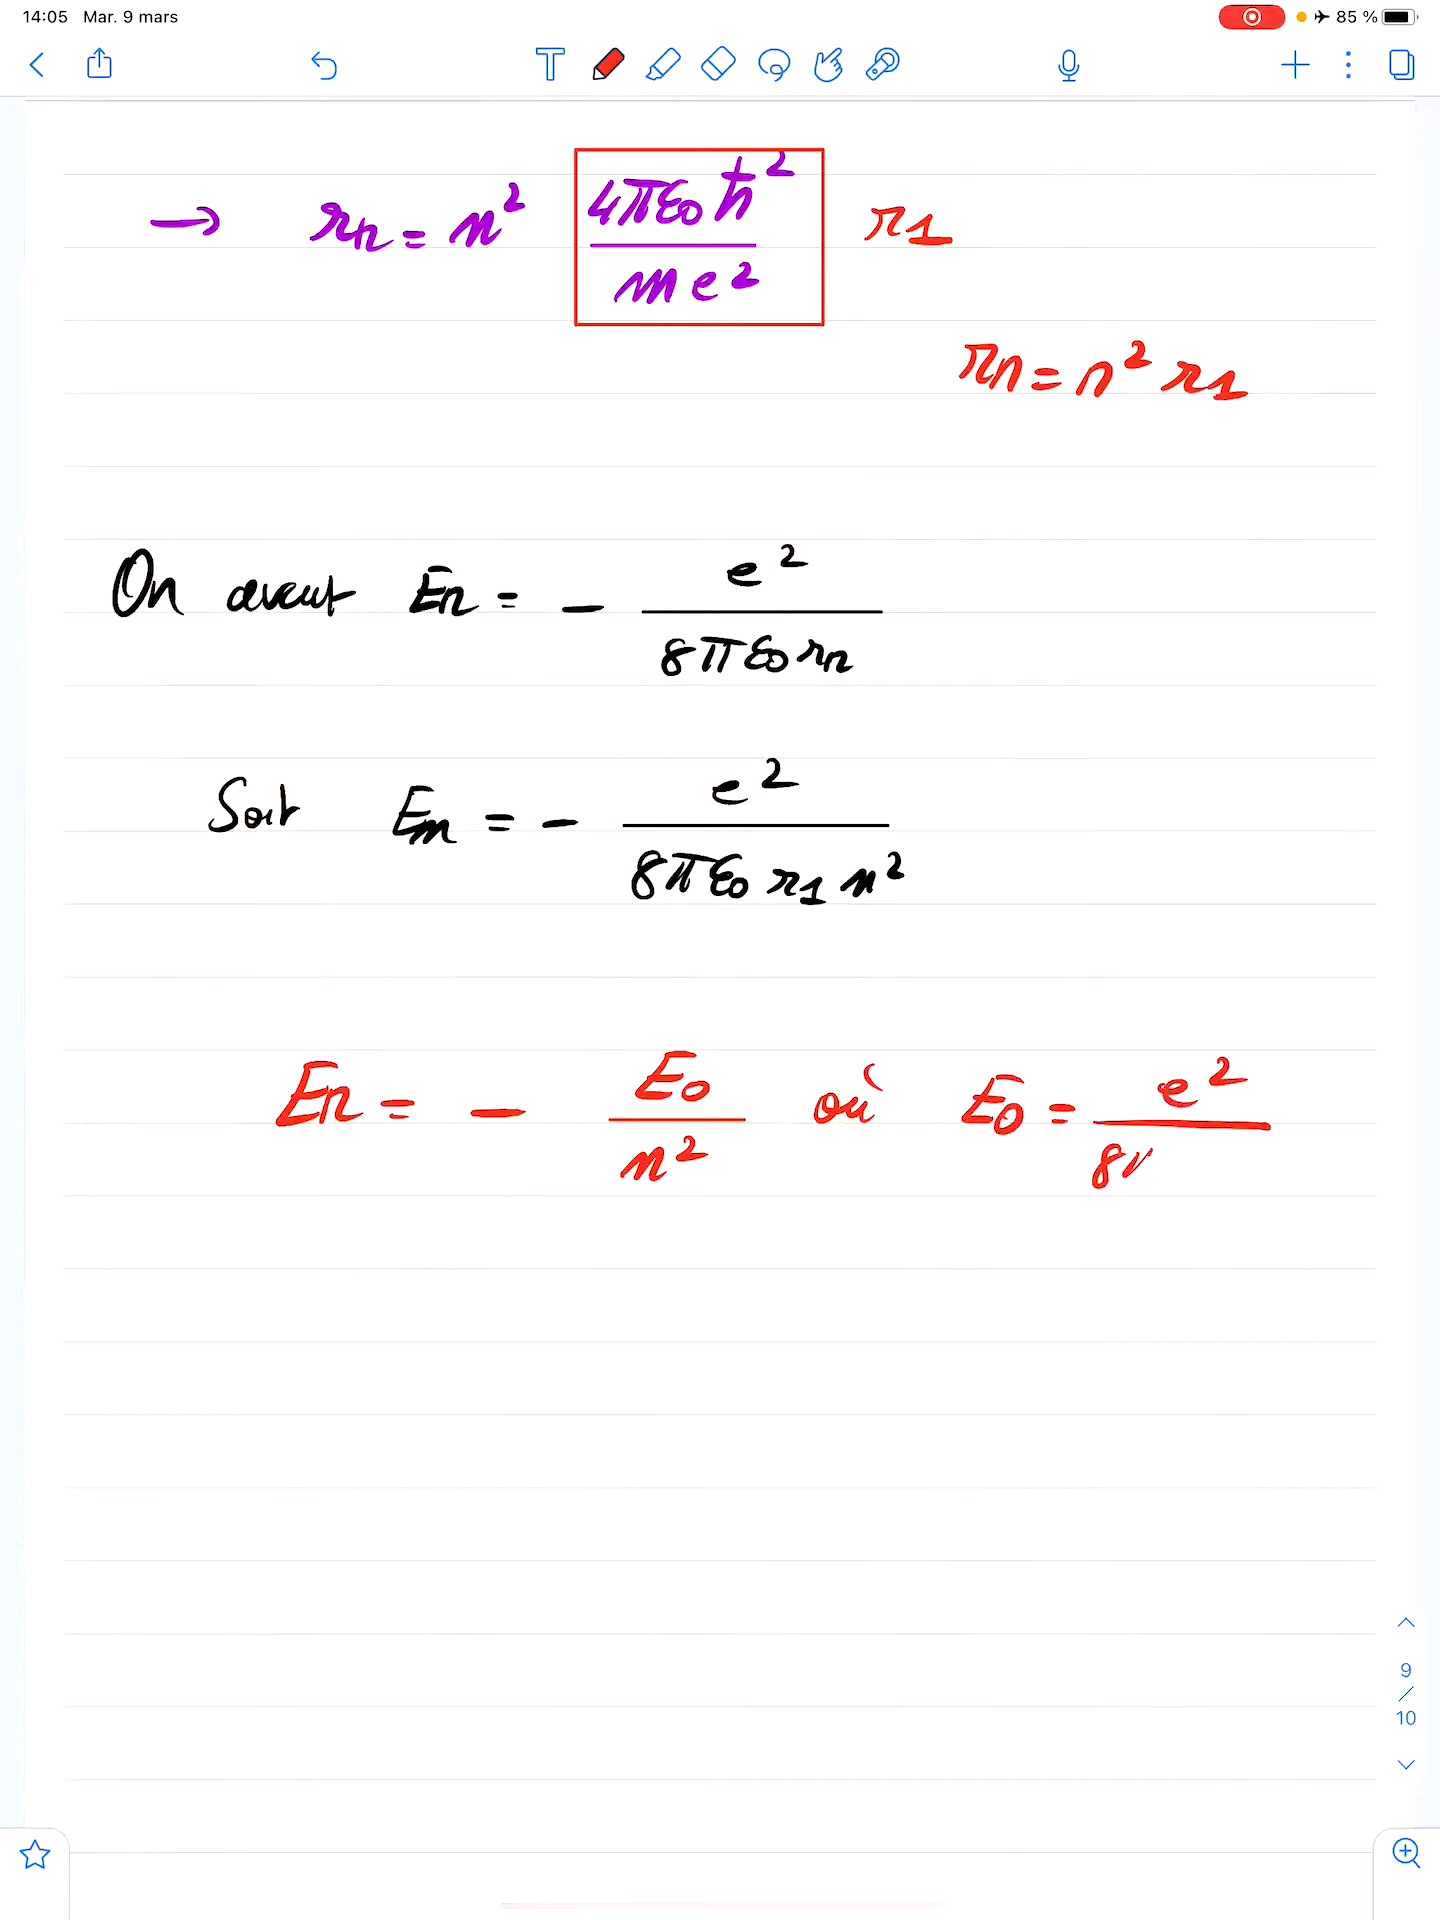 14:05 Mar. 9 mars 85 %
→ rn = n² 4πε₀ħ² / me² r1
rn = n² r1
On avait En = - e² / 8πε₀rn
Soit En = - e² / 8πε₀ r1 n²
En = - E₀ / n² où E₀ = e² / 8
9
/
10